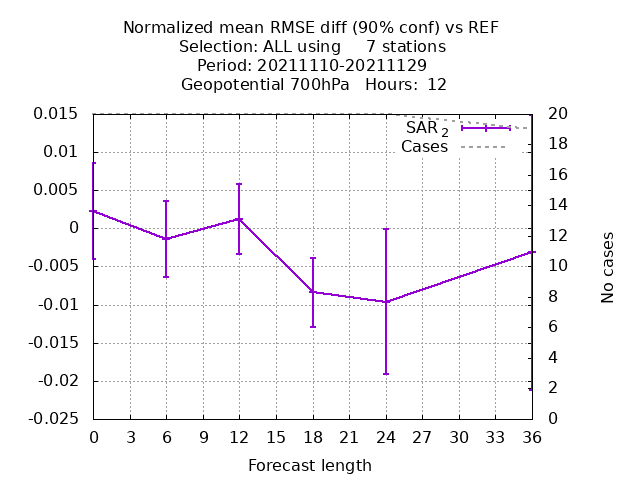 Normalized mean RMSE diff (90% conf) vs REF
Selection: ALL using     7 stations
Period: 20211110-20211129
Geopotential 700hPa   Hours:  12
0.015
0.01
0.005
0
-0.005
-0.01
-0.015
-0.02
-0.025
20
18
16
14
12
10
8
6
4
2
0
SAR 2
Cases
No cases
0 3 6 9 12 15 18 21 24 27 30 33 36
Forecast length